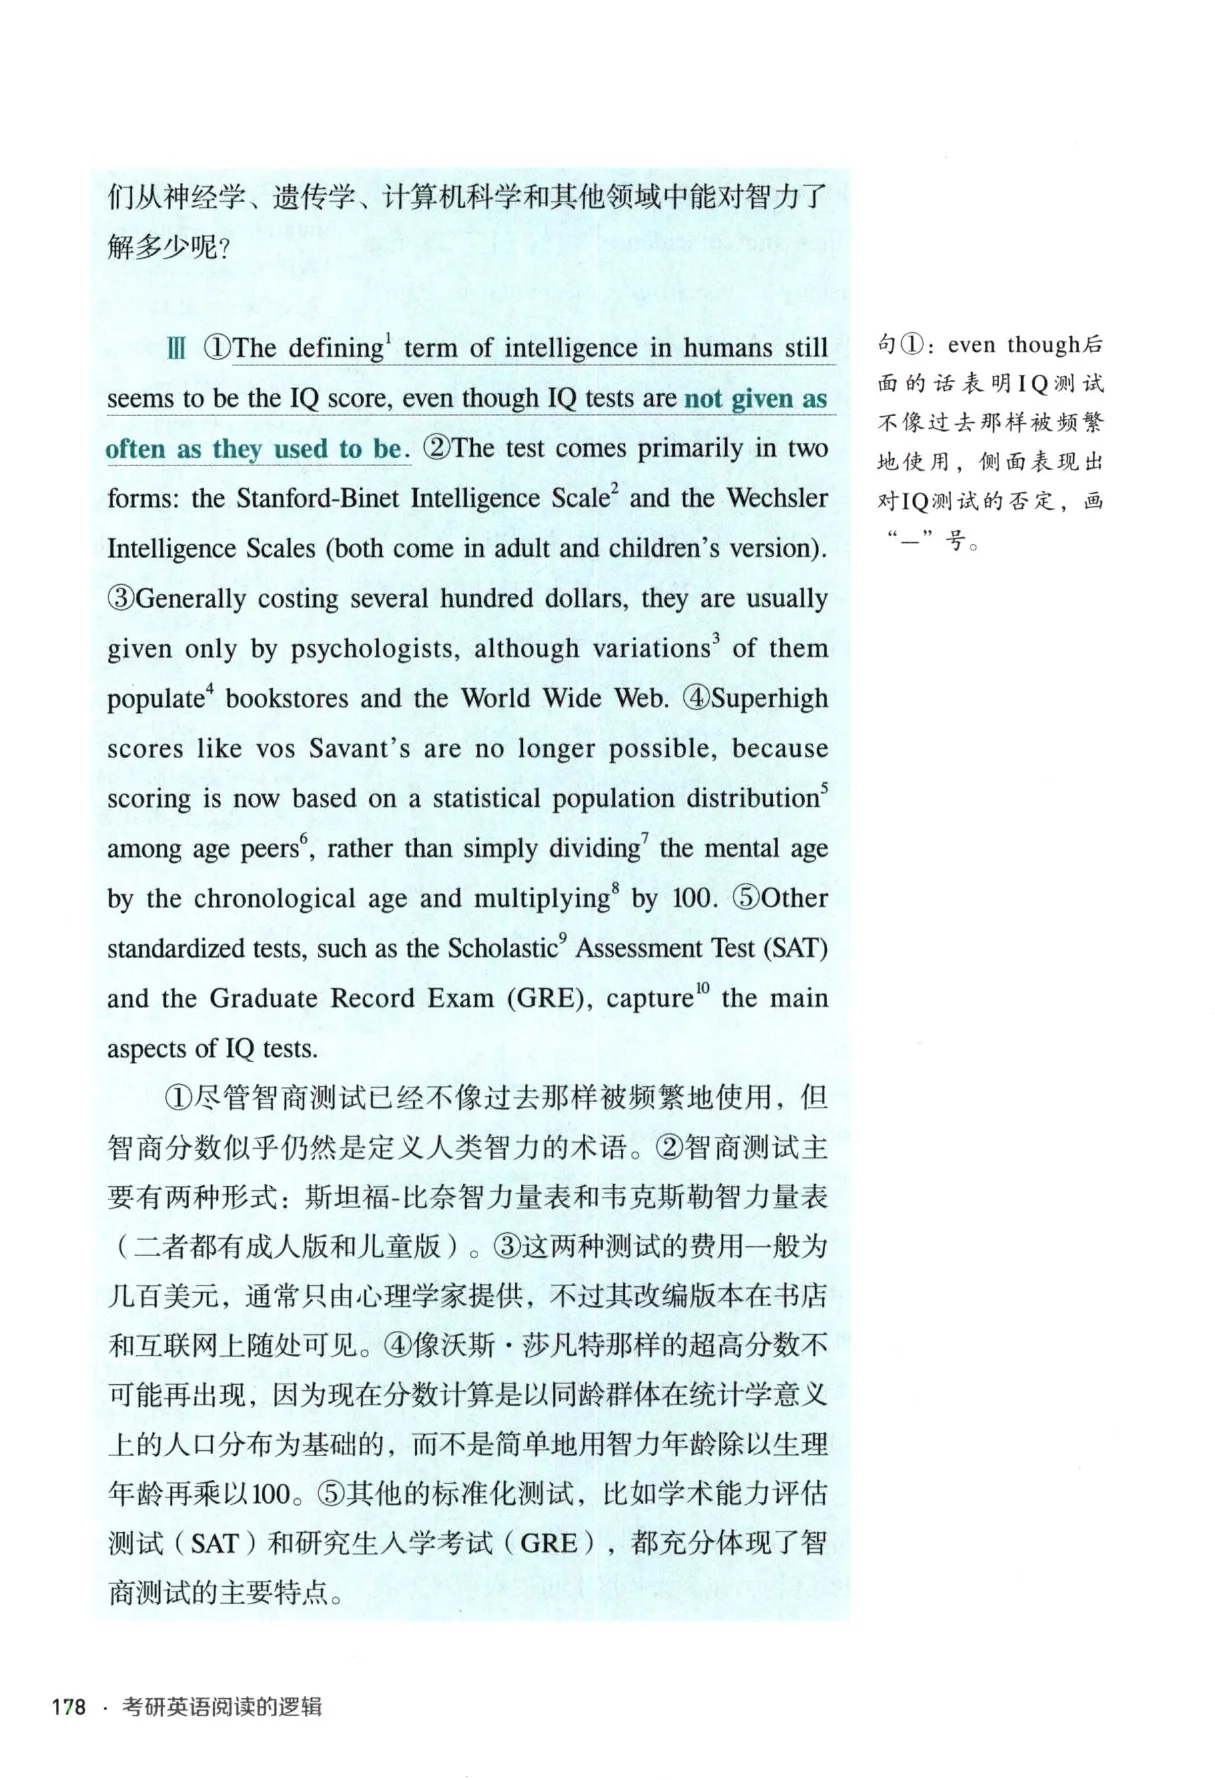 们从神经学、遗传学、计算机科学和其他领域中能对智力了
解多少呢？
Ⅲ ①The defining¹ term of intelligence in humans still
seems to be the IQ score, even though IQ tests are not given as
often as they used to be. ②The test comes primarily in two
forms: the Stanford-Binet Intelligence Scale² and the Wechsler
Intelligence Scales (both come in adult and children's version).
③Generally costing several hundred dollars, they are usually
given only by psychologists, although variations³ of them
populate⁴ bookstores and the World Wide Web. ④Superhigh
scores like vos Savant's are no longer possible, because
scoring is now based on a statistical population distribution⁵
among age peers⁶, rather than simply dividing⁷ the mental age
by the chronological age and multiplying⁸ by 100. ⑤Other
standardized tests, such as the Scholastic⁹ Assessment Test (SAT)
and the Graduate Record Exam (GRE), capture¹⁰ the main
aspects of IQ tests.
①尽管智商测试已经不像过去那样被频繁地使用，但
智商分数似乎仍然是定义人类智力的术语。②智商测试主
要有两种形式：斯坦福-比奈智力量表和韦克斯勒智力量表
（二者都有成人版和儿童版）。③这两种测试的费用一般为
几百美元，通常只由心理学家提供，不过其改编版本在书店
和互联网上随处可见。④像沃斯·莎凡特那样的超高分数不
可能再出现，因为现在分数计算是以同龄群体在统计学意义
上的人口分布为基础的，而不是简单地用智力年龄除以生理
年龄再乘以100。⑤其他的标准化测试，比如学术能力评估
测试（SAT）和研究生入学考试（GRE），都充分体现了智
商测试的主要特点。
句①：even though后
面的话表明IQ测试
不像过去那样被频繁
地使用，侧面表现出
对IQ测试的否定，画
“—”号。
178 · 考研英语阅读的逻辑